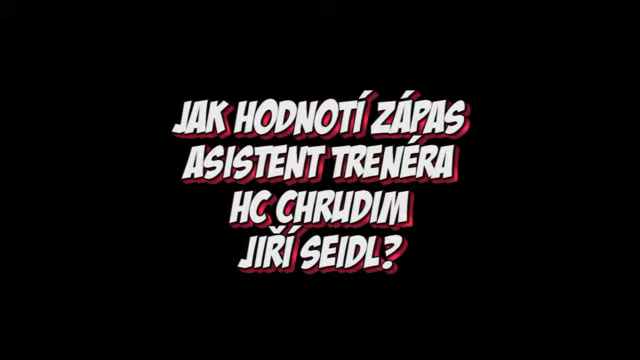 JAK HODNOTÍ ZÁPAS
ASISTENT TRENÉRA
HC CHRUDIM
JIŘÍ SEIDL?